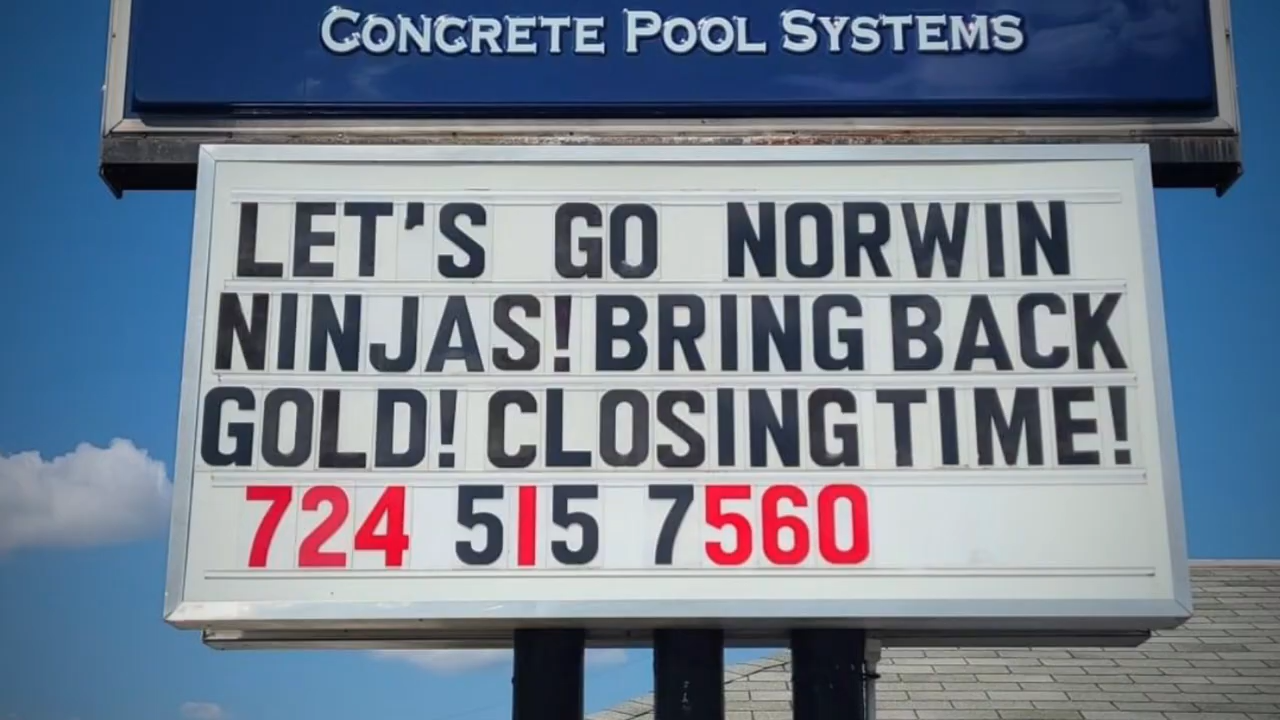 CONCRETE POOL SYSTEMS
LET'S GO NORWIN
NINJAS! BRING BACK
GOLD! CLOSING TIME!
724 515 7560